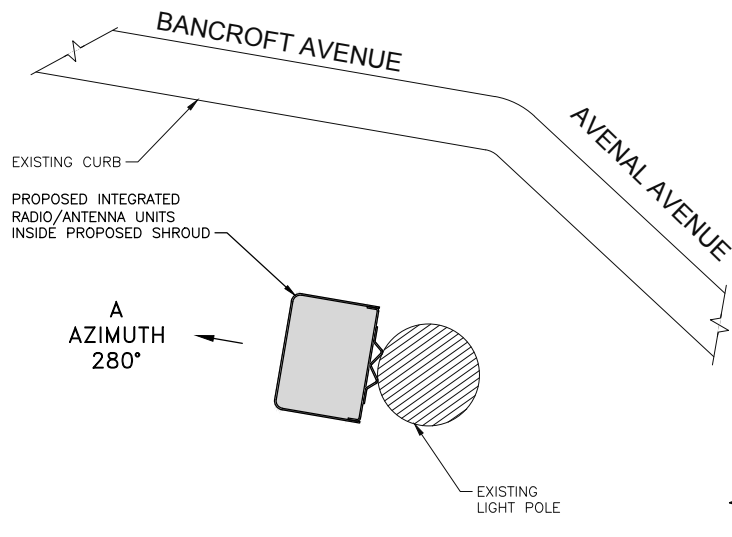 BANCROFT AVENUE
AVENAL AVENUE
EXISTING CURB
PROPOSED INTEGRATED
RADIO/ANTENNA UNITS
INSIDE PROPOSED SHROUD
A
AZIMUTH
280°
EXISTING
LIGHT POLE